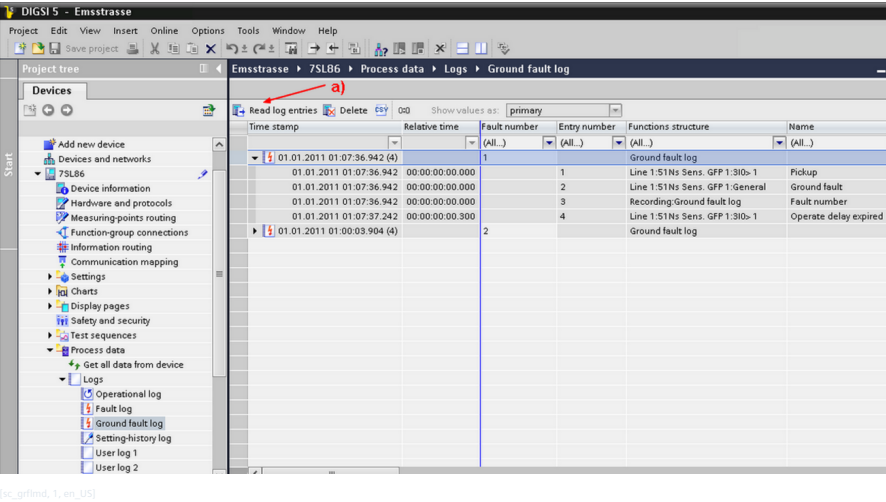 DIGSI 5 - Emsstrasse
Project Edit View Insert Online Options Tools Window Help
Save project
Project tree
Emsstrasse ▸ 7SL86 ▸ Process data ▸ Logs ▸ Ground fault log
Devices
a)
Read log entries Delete CSV Show values as: primary
Time stamp Relative time Fault number Entry number Functions structure Name
(All...) (All...) (All...) (All...)
Start
Add new device
Devices and networks
7SL86
Device information
Hardware and protocols
Measuring-points routing
Function-group connections
Information routing
Communication mapping
Settings
Charts
Display pages
Safety and security
Test sequences
Process data
Get all data from device
Logs
Operational log
Fault log
Ground fault log
Setting-history log
User log 1
User log 2
01.01.2011 01:07:36.942 (4) 1 Ground fault log
01.01.2011 01:07:36.942 00:00:00:00.000 1 Line 1:51Ns Sens. GFP 1:3I0> 1 Pickup
01.01.2011 01:07:36.942 00:00:00:00.000 2 Line 1:51Ns Sens. GFP 1:General Ground fault
01.01.2011 01:07:36.942 00:00:00:00.000 3 Recording:Ground fault log Fault number
01.01.2011 01:07:37.242 00:00:00:00.300 4 Line 1:51Ns Sens. GFP 1:3I0> 1 Operate delay expired
01.01.2011 01:00:03.904 (4) 2 Ground fault log
[sc_grflmd, 1, en_US]